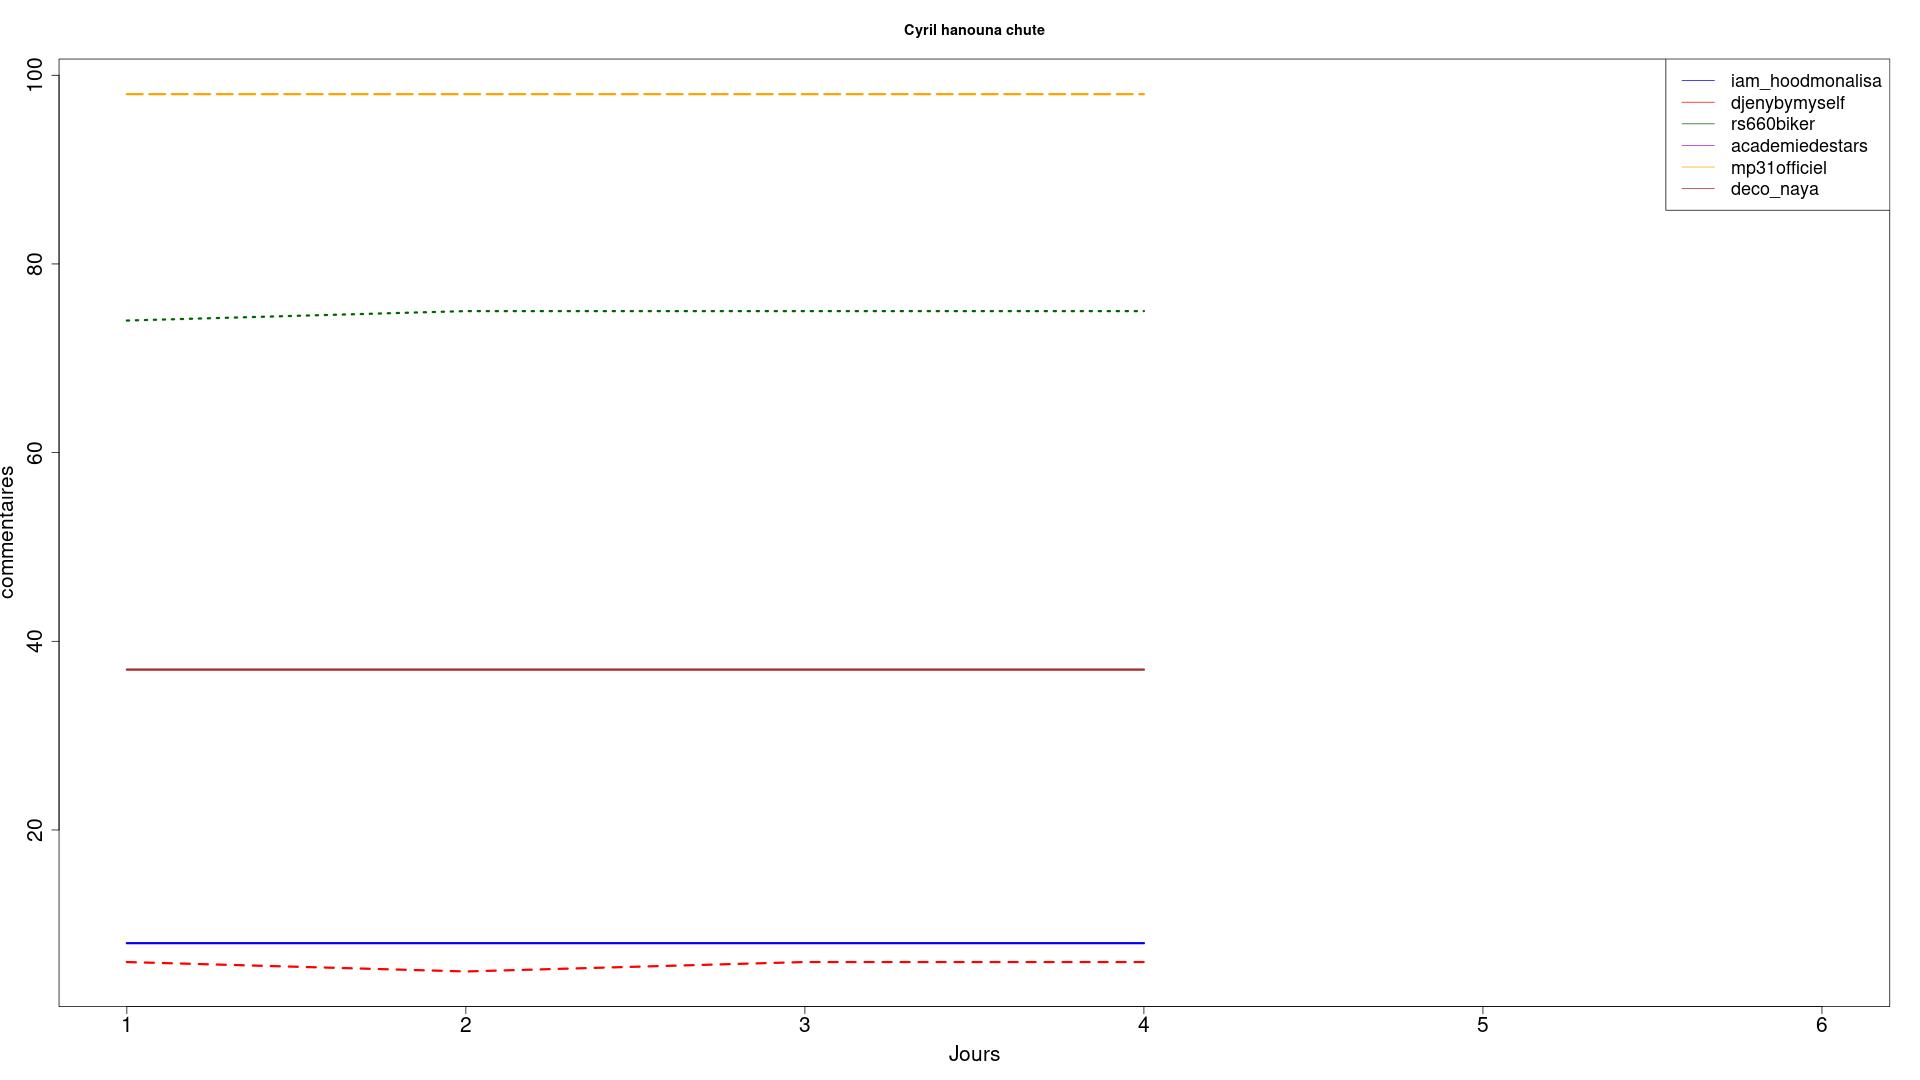 Cyril hanouna chute
100
80
60
40
20
commentaires
1 2 3 4 5 6
Jours
iam_hoodmonalisa
djenybymyself
rs660biker
academiedestars
mp31officiel
deco_naya